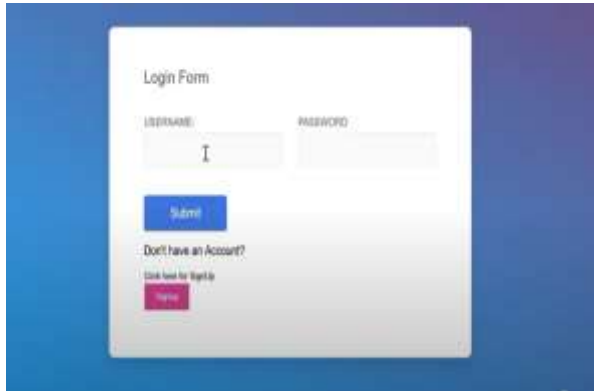 Login Form
USERNAME:
PASSWORD
Submit
Don't have an Account?
Click here for SignUp